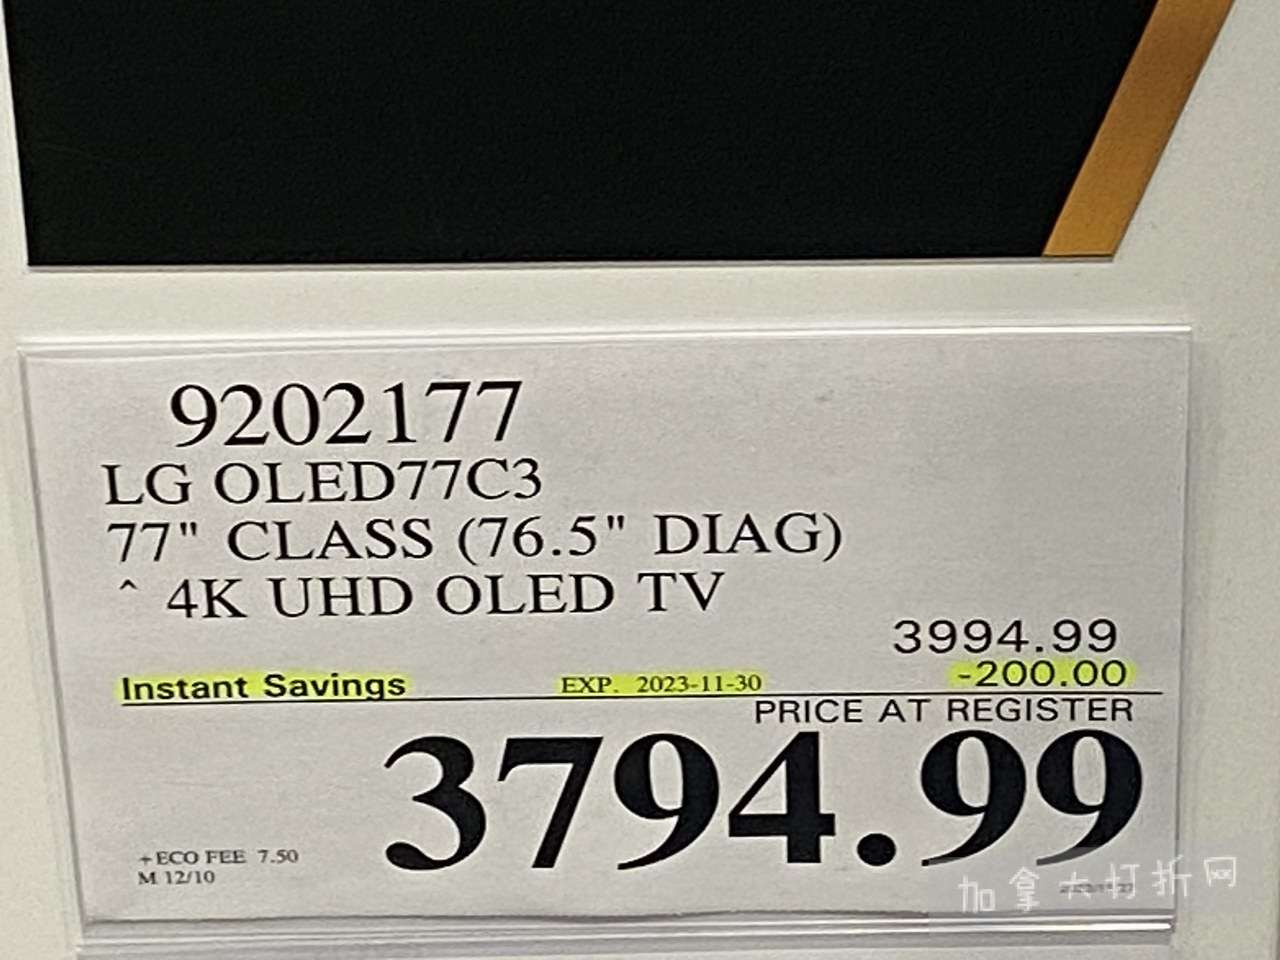 9202177
LG OLED77C3
77" CLASS (76.5" DIAG)
^ 4K UHD OLED TV
3994.99
Instant Savings EXP. 2023-11-30 -200.00
PRICE AT REGISTER
3794.99
+ECO FEE 7.50
M 12/10
加拿大打折网